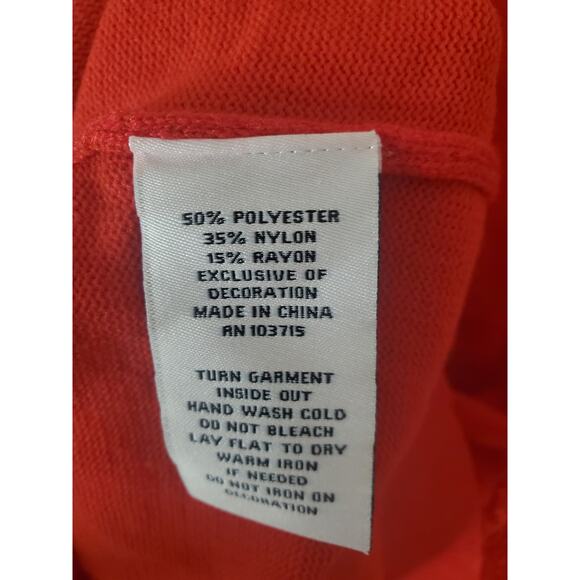 50% POLYESTER
35% NYLON
15% RAYON
EXCLUSIVE OF
DECORATION
MADE IN CHINA
RN 103715
TURN GARMENT
INSIDE OUT
HAND WASH COLD
DO NOT BLEACH
LAY FLAT TO DRY
WARM IRON
IF NEEDED
DO NOT IRON ON
DECORATION